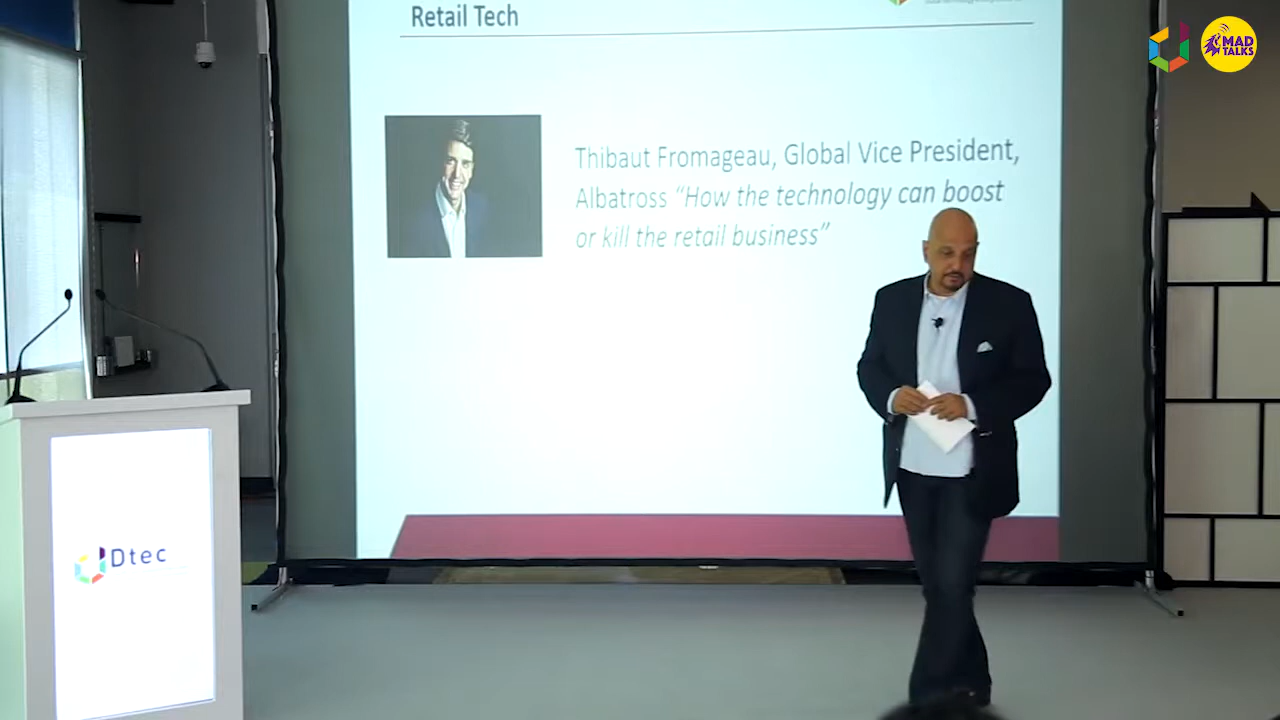 Retail Tech
MAD
TALKS
Thibaut Fromageau, Global Vice President,
Albatross “How the technology can boost
or kill the retail business”
Dtec